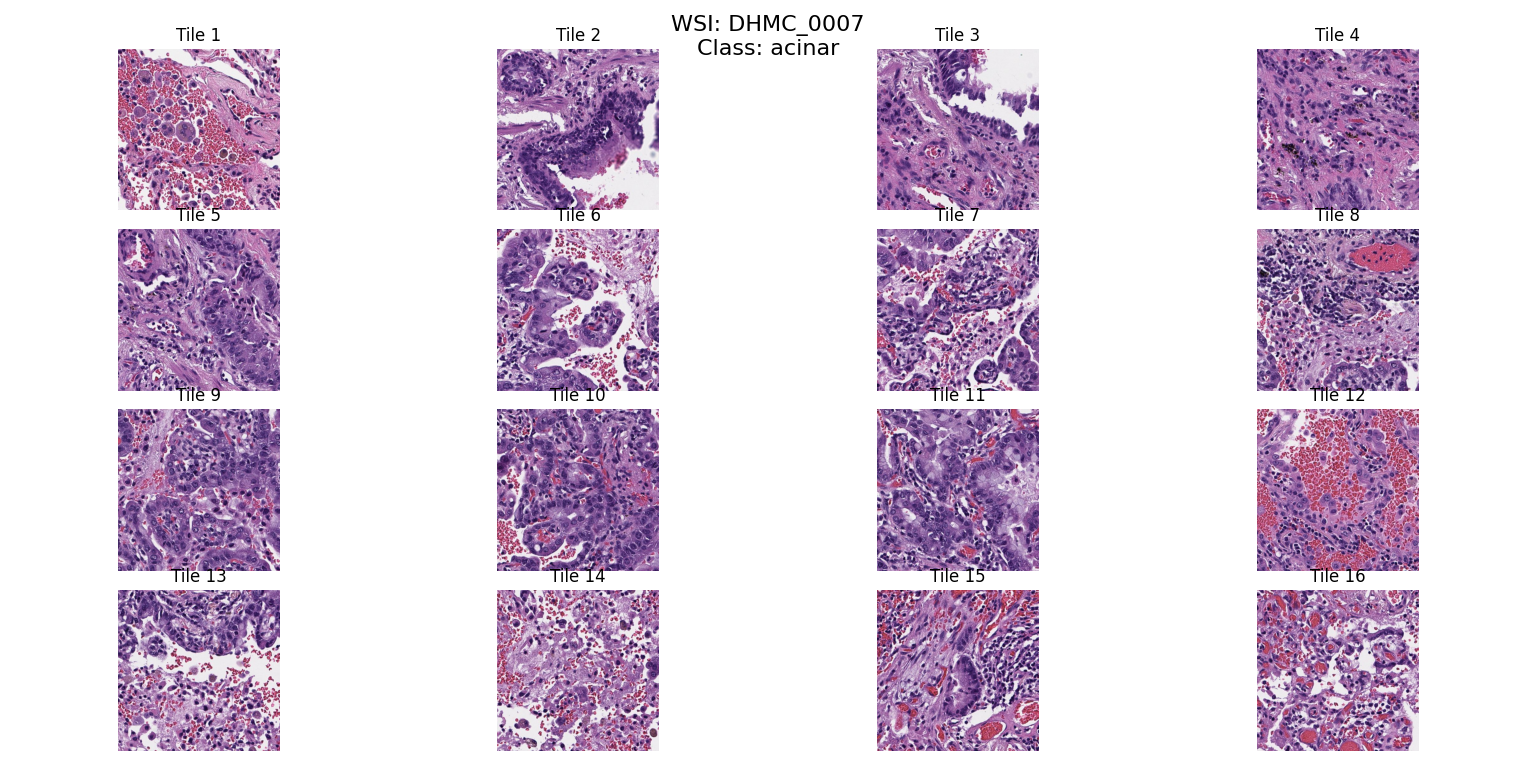 WSI: DHMC_0007
Class: acinar
Tile 1
Tile 2
Tile 3
Tile 4
Tile 5
Tile 6
Tile 7
Tile 8
Tile 9
Tile 10
Tile 11
Tile 12
Tile 13
Tile 14
Tile 15
Tile 16